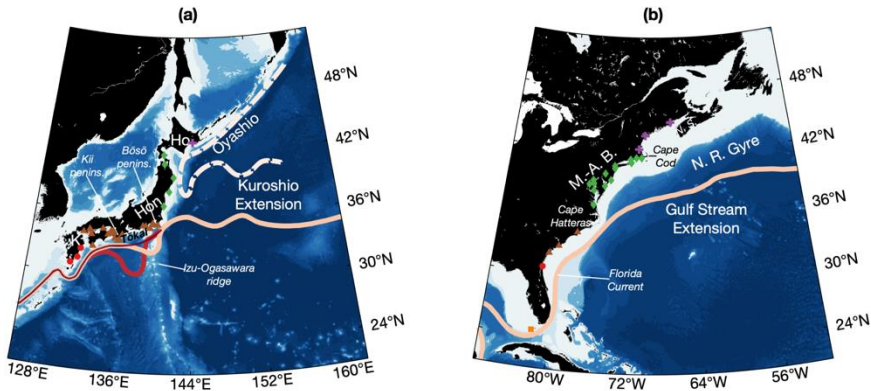 (a)
48°N
42°N
36°N
30°N
24°N
128°E
136°E
144°E
152°E
160°E
Ho.
Oyashio
Bōsō
penins.
Kii
penins.
Hon.
Kuroshio
Extension
Tōkai
Izu-Ogasawara
ridge
(b)
48°N
42°N
36°N
30°N
24°N
80°W
72°W
64°W
56°W
N. S.
Cape
Cod
M.-A. B.
N. R. Gyre
Cape
Hatteras
Gulf Stream
Extension
Florida
Current